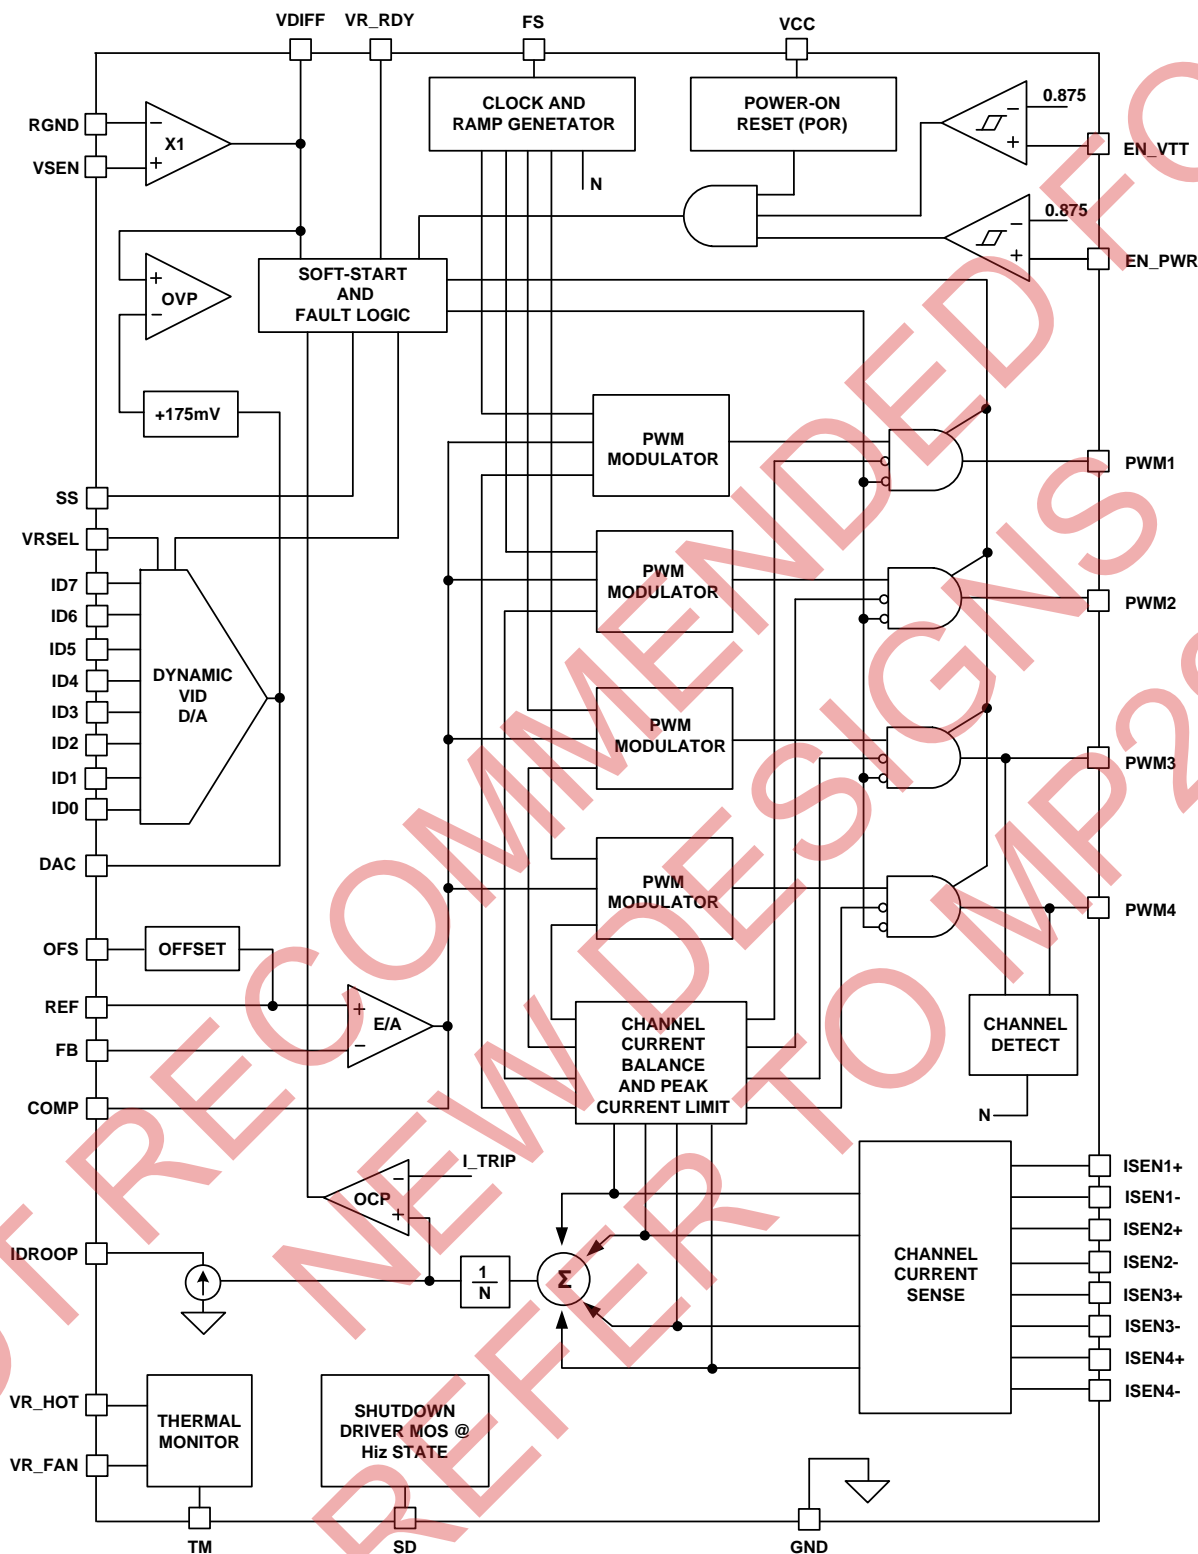 VDIFF
VR_RDY
FS
VCC
RGND
VSEN
X1
CLOCK AND
RAMP GENETATOR
N
POWER-ON
RESET (POR)
0.875
EN_VTT
0.875
EN_PWR
OVP
SOFT-START
AND
FAULT LOGIC
+175mV
SS
VRSEL
ID7
ID6
ID5
ID4
ID3
ID2
ID1
ID0
DYNAMIC
VID
D/A
DAC
PWM
MODULATOR
PWM1
PWM
MODULATOR
PWM2
PWM
MODULATOR
PWM3
PWM
MODULATOR
PWM4
OFS
OFFSET
REF
FB
COMP
E/A
CHANNEL
CURRENT
BALANCE
AND PEAK
CURRENT LIMIT
CHANNEL
DETECT
N
I_TRIP
OCP
IDROOP
1
N
Σ
CHANNEL
CURRENT
SENSE
ISEN1+
ISEN1-
ISEN2+
ISEN2-
ISEN3+
ISEN3-
ISEN4+
ISEN4-
VR_HOT
VR_FAN
THERMAL
MONITOR
TM
SHUTDOWN
DRIVER MOS @
Hiz STATE
SD
GND
RECOMMENDED
NEW DESIGNS
REFER TO